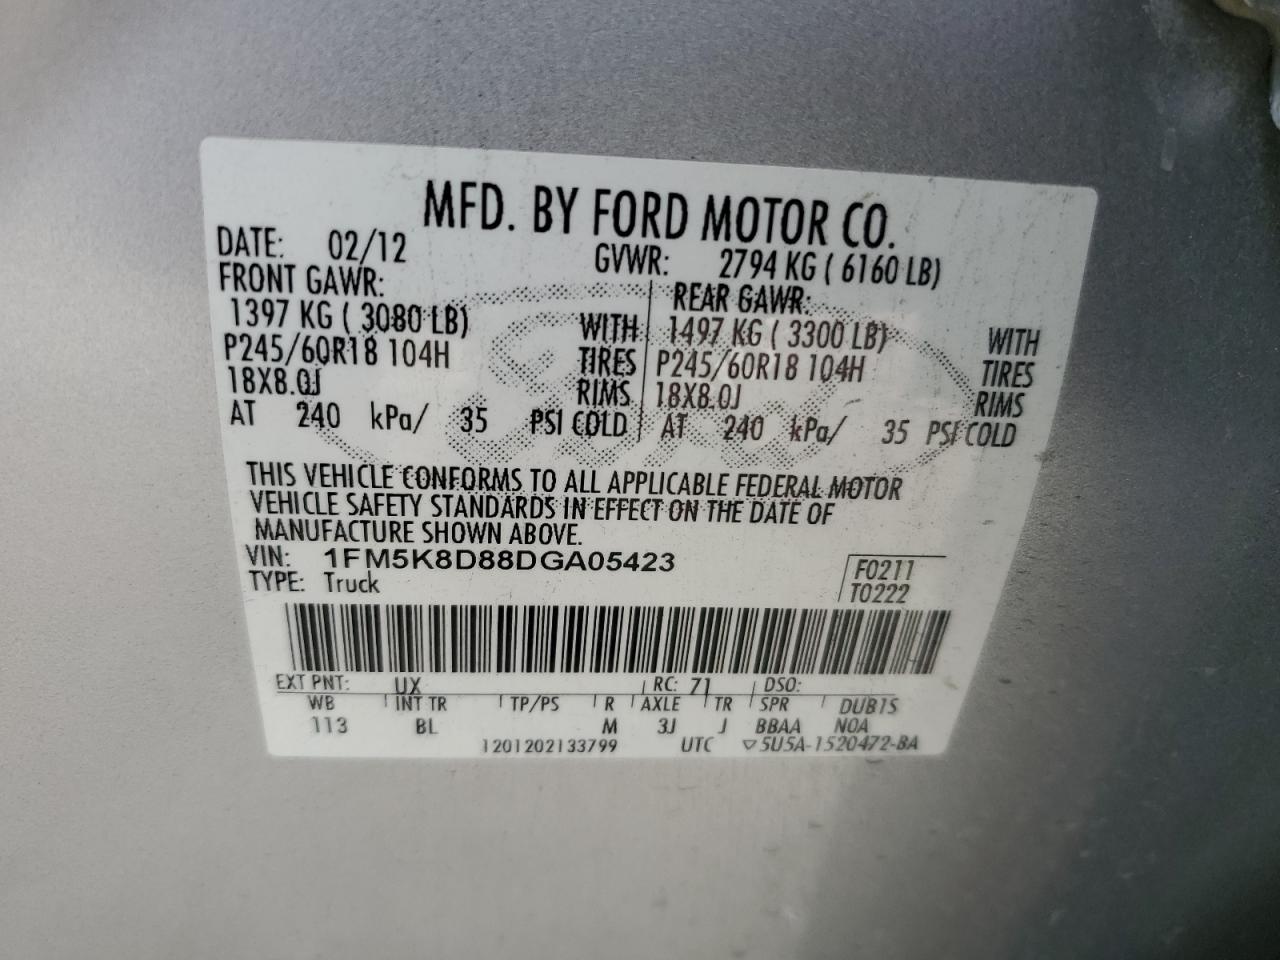 MFD. BY FORD MOTOR CO.
DATE: 02/12 GVWR: 2794 KG ( 6160 LB)
FRONT GAWR: REAR GAWR:
1397 KG ( 3080 LB) WITH 1497 KG ( 3300 LB) WITH
P245/60R18 104H TIRES P245/60R18 104H TIRES
18X8.0J RIMS 18X8.0J RIMS
AT 240 kPa/ 35 PSI COLD AT 240 kPa/ 35 PSI COLD
THIS VEHICLE CONFORMS TO ALL APPLICABLE FEDERAL MOTOR
VEHICLE SAFETY STANDARDS IN EFFECT ON THE DATE OF
MANUFACTURE SHOWN ABOVE.
VIN: 1FM5K8D88DGA05423 F0211
TYPE: Truck T0222
EXT PNT: UX RC: 71 DSO:
WB INT TR TP/PS R AXLE TR SPR DUB1S
113 BL M 3J J BBAA NOA
1201202133799 UTC ▽5U5A-1520472-BA